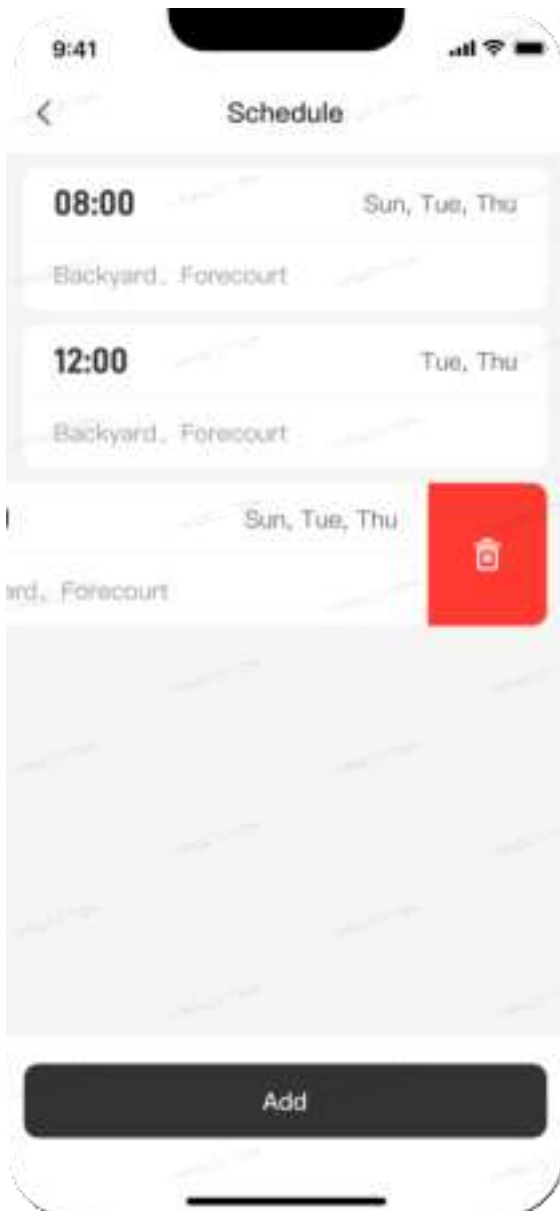 9:41
Schedule
08:00 Sun, Tue, Thu
Backyard、Forecourt
12:00 Tue, Thu
Backyard、Forecourt
Sun, Tue, Thu
ard、Forecourt
Add